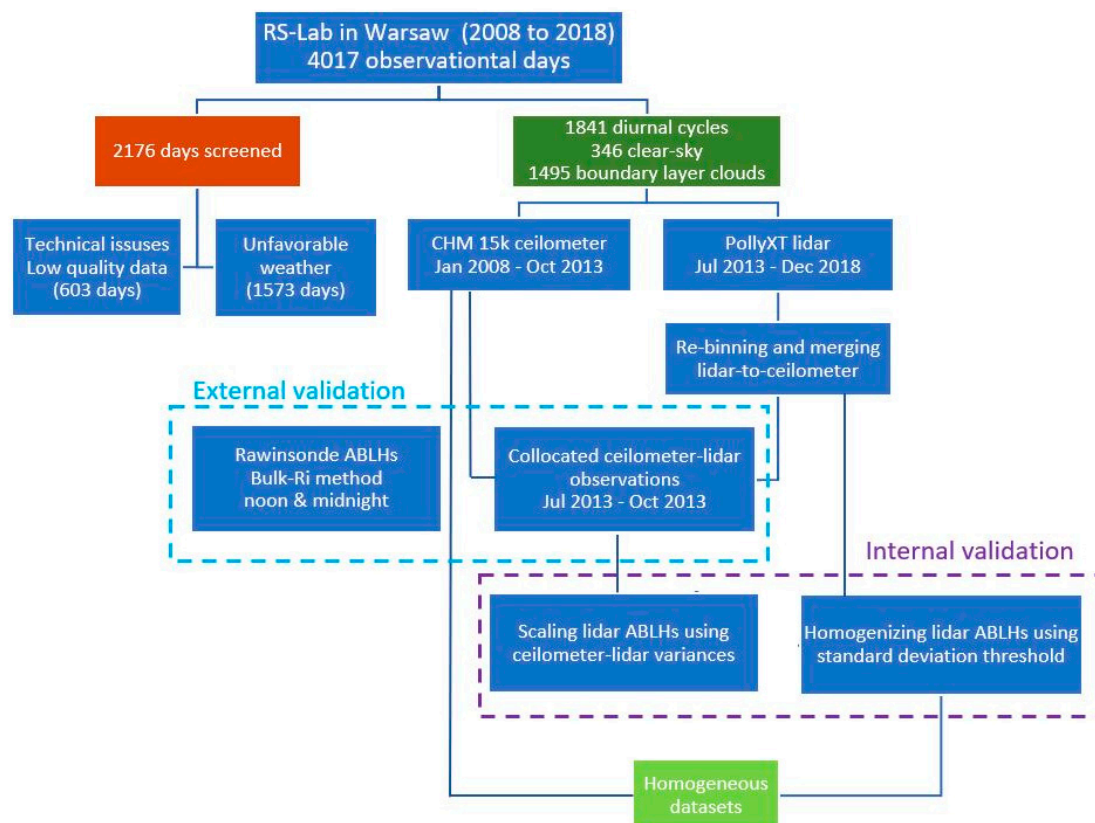 RS-Lab in Warsaw (2008 to 2018)
4017 observationtal days
2176 days screened
1841 diurnal cycles
346 clear-sky
1495 boundary layer clouds
Technical issuses
Low quality data
(603 days)
Unfavorable
weather
(1573 days)
CHM 15k ceilometer
Jan 2008 - Oct 2013
PollyXT lidar
Jul 2013 - Dec 2018
Re-binning and merging
lidar-to-ceilometer
External validation
Rawinsonde ABLHs
Bulk-Ri method
noon & midnight
Collocated ceilometer-lidar
observations
Jul 2013 - Oct 2013
Internal validation
Scaling lidar ABLHs using
ceilometer-lidar variances
Homogenizing lidar ABLHs using
standard deviation threshold
Homogeneous
datasets